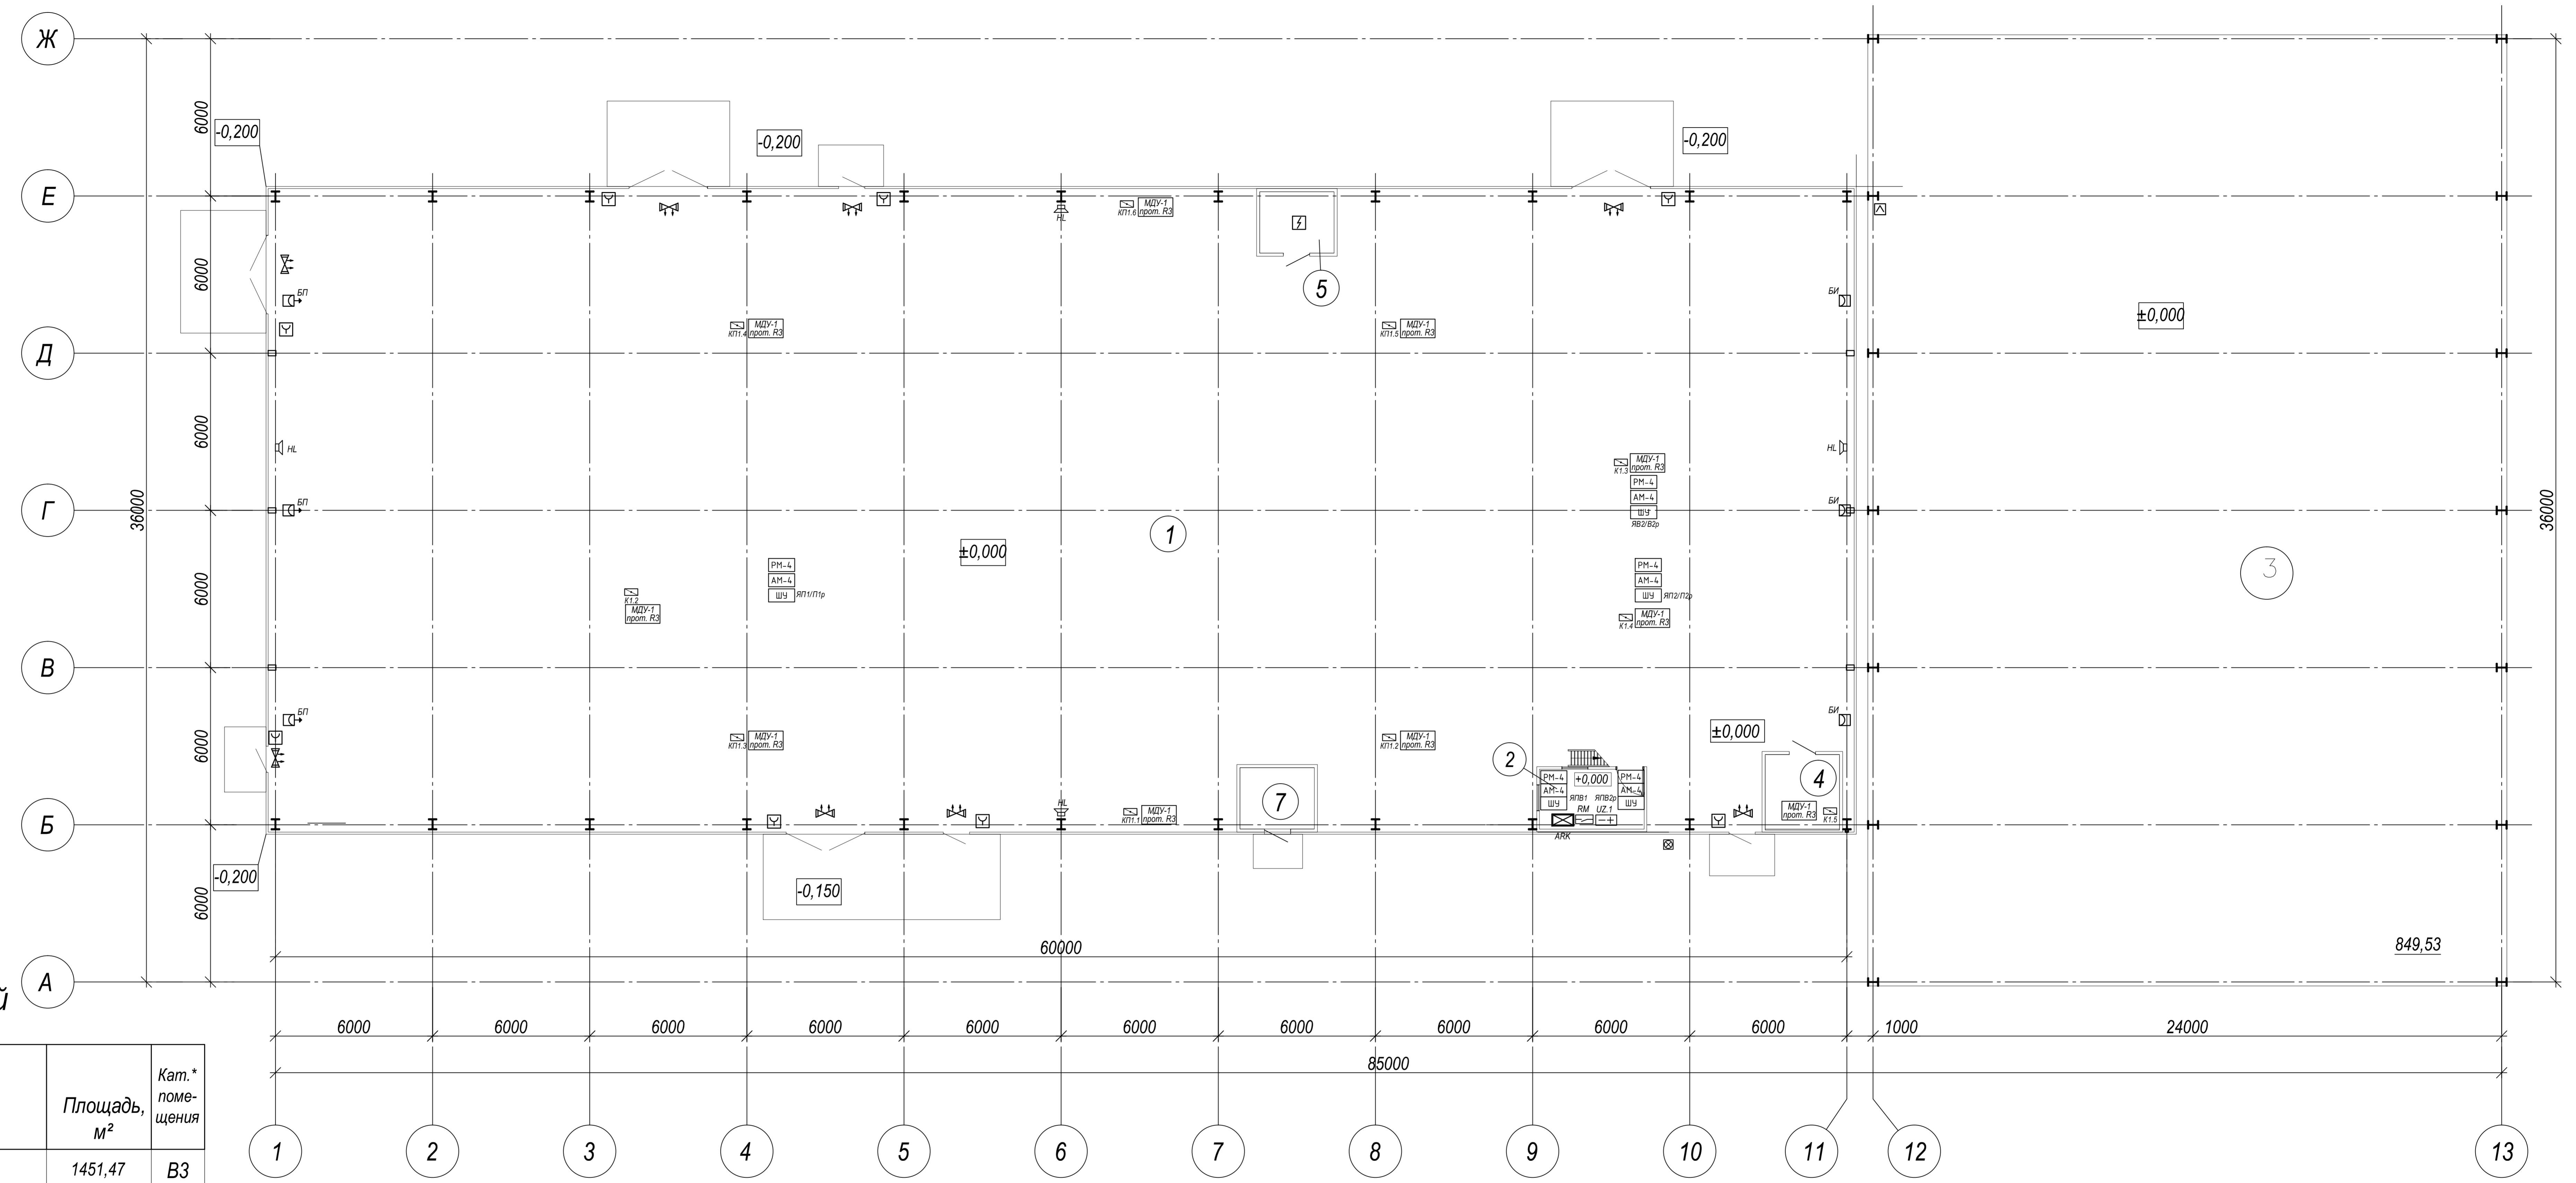 Ж
6000
-0,200
-0,200
-0,200
Е
HL
КП1.6
МДУ-1
прот. R3
5
6000
БП
БИ
±0,000
КП1.4
МДУ-1
прот. R3
КП1.5
МДУ-1
прот. R3
Д
6000
HL
HL
К1.3
МДУ-1
прот. R3
РМ-4
АМ-4
ШУ
ЯВ2/В2р
36000
Г
БП
БИ
36000
1
±0,000
3
6000
К1.2
МДУ-1
прот. R3
РМ-4
АМ-4
ШУ
ЯП1/П1р
РМ-4
АМ-4
ШУ
ЯП2/П2р
К1.4
МДУ-1
прот. R3
В
6000
БП
БИ
КП1.3
МДУ-1
прот. R3
КП1.2
МДУ-1
прот. R3
±0,000
2
РМ-4
АМ-4
ШУ
+0,000
РМ-4
АМ-4
ШУ
ЯПВ1
ЯПВ2р
RM
UZ.1
ARK
4
7
МДУ-1
прот. R3
К1.5
HL
КП1.1
МДУ-1
прот. R3
Б
6000
-0,200
-0,150
60000
849,53
А
й
6000
6000
6000
6000
6000
6000
6000
6000
6000
6000
1000
24000
85000
Площадь,
м²
Кат.*
поме-
щения
1451,47
В3
1
2
3
4
5
6
7
8
9
10
11
12
13